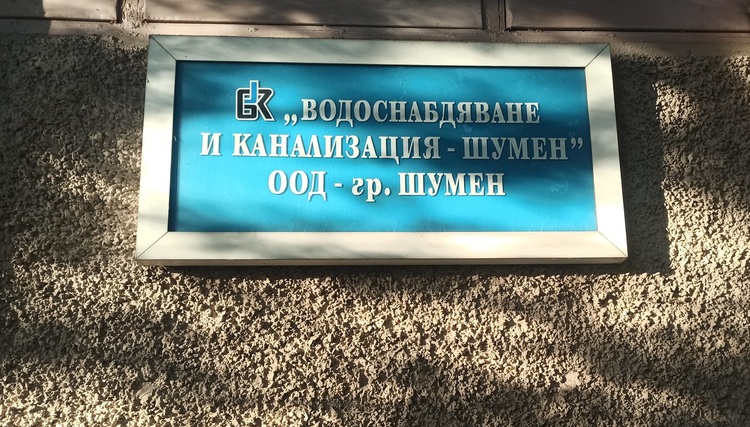 ВК „ВОДОСНАБДЯВАНЕ
И КАНАЛИЗАЦИЯ - ШУМЕН”
ООД - гр. ШУМЕН